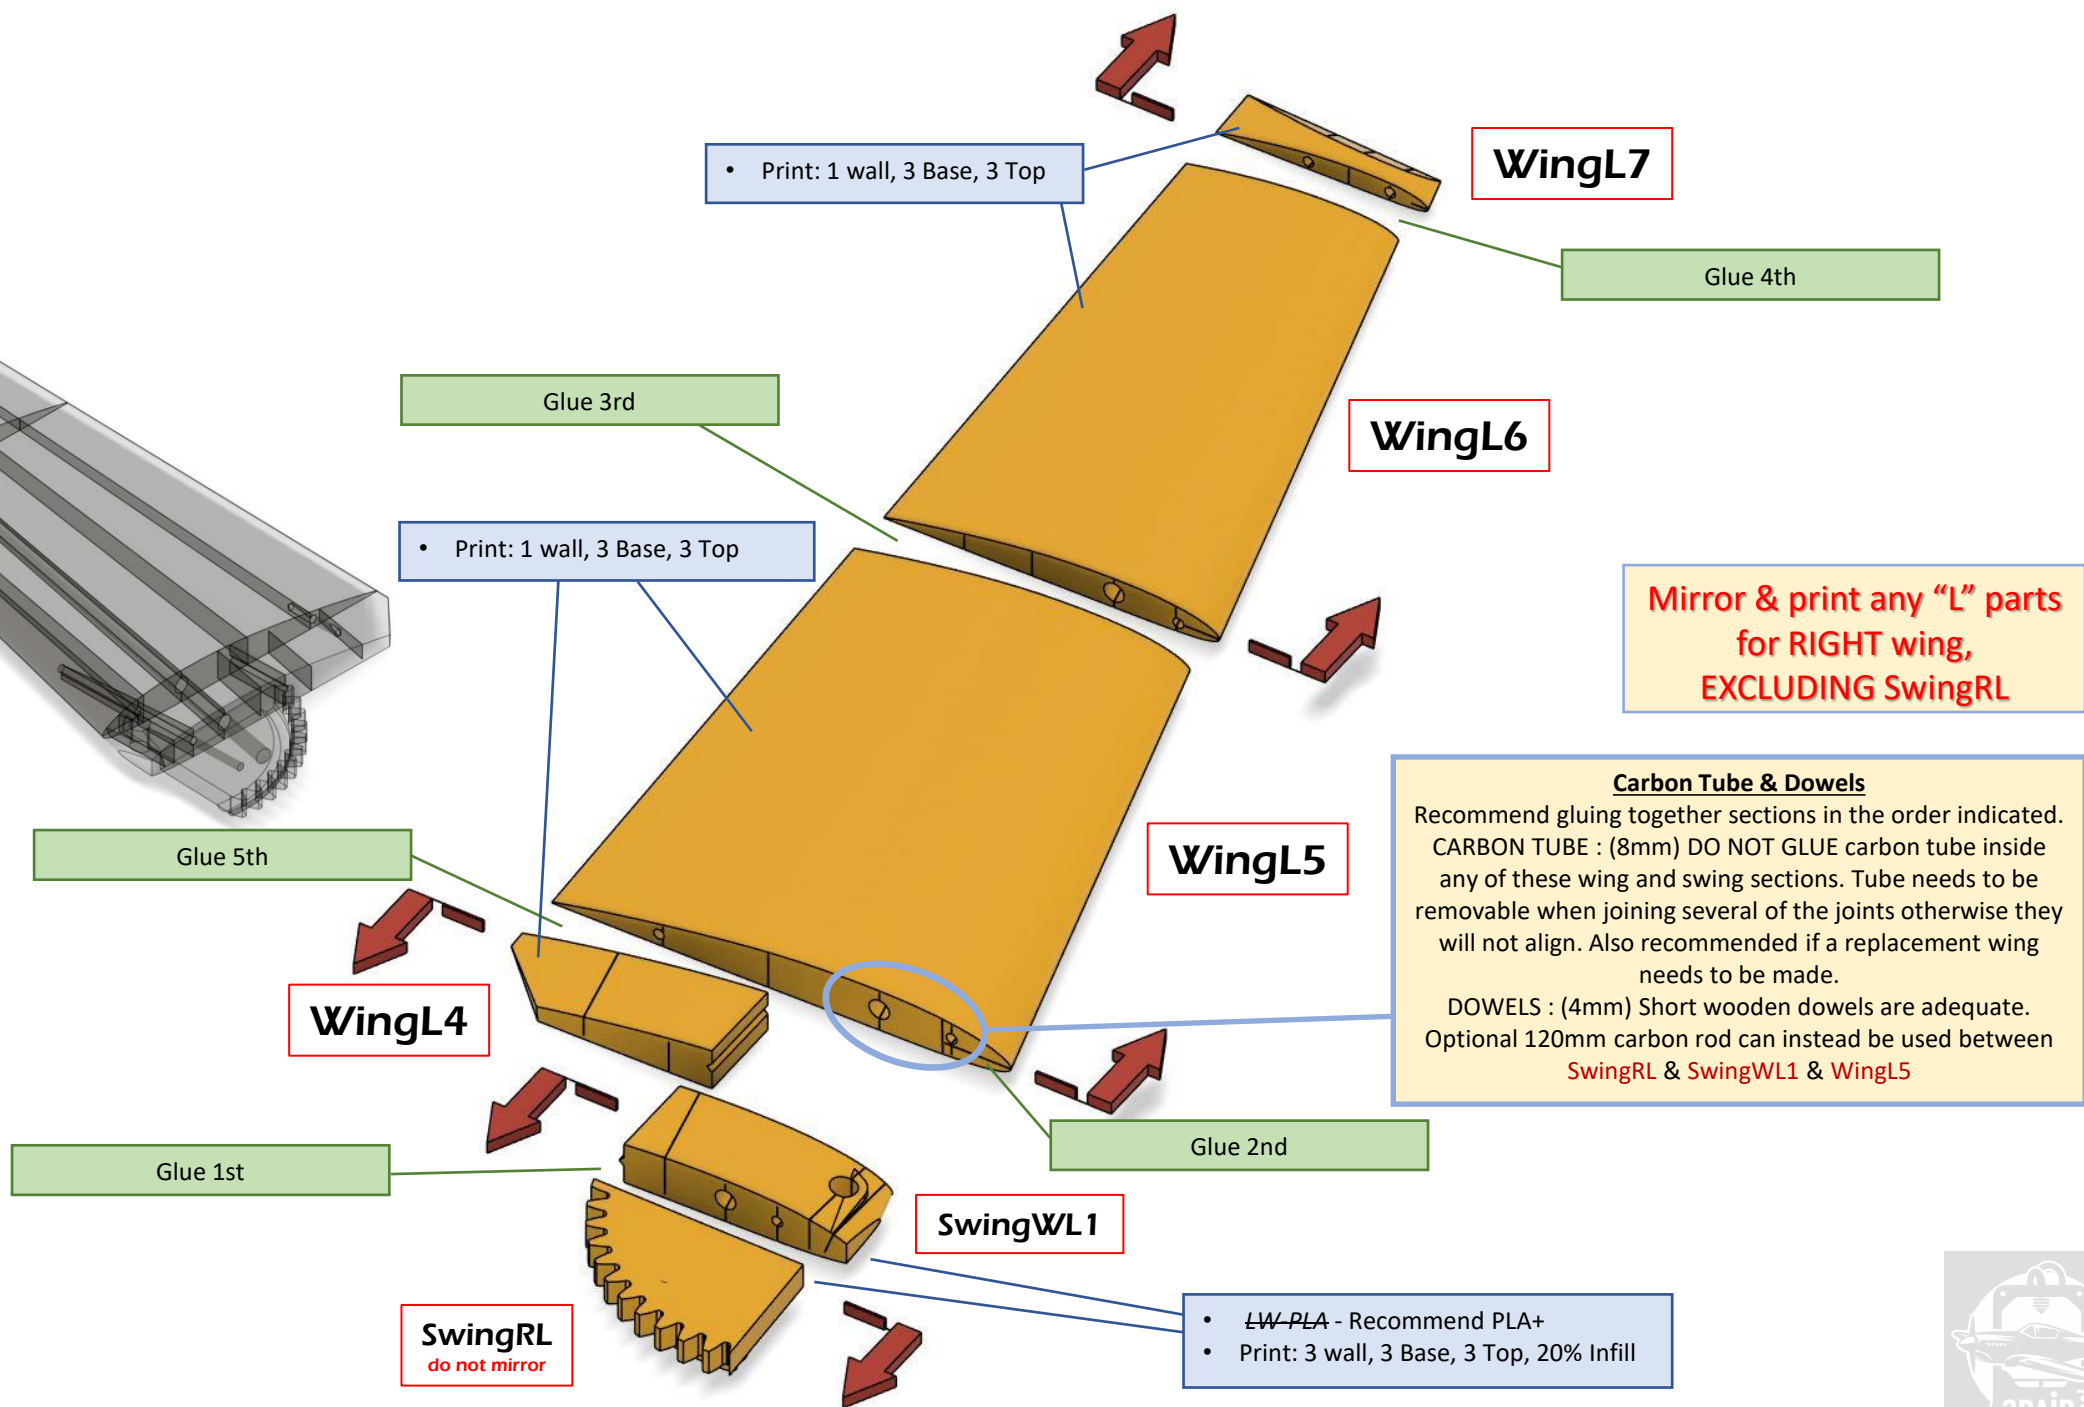 WingL7
• Print: 1 wall, 3 Base, 3 Top
Glue 4th
Glue 3rd
WingL6
• Print: 1 wall, 3 Base, 3 Top
Mirror & print any “L” parts
for RIGHT wing,
EXCLUDING SwingRL
Carbon Tube & Dowels
Recommend gluing together sections in the order indicated.
CARBON TUBE : (8mm) DO NOT GLUE carbon tube inside
any of these wing and swing sections. Tube needs to be
removable when joining several of the joints otherwise they
will not align. Also recommended if a replacement wing
needs to be made.
DOWELS : (4mm) Short wooden dowels are adequate.
Optional 120mm carbon rod can instead be used between
SwingRL & SwingWL1 & WingL5
Glue 5th
WingL5
WingL4
Glue 2nd
Glue 1st
SwingWL1
SwingRL
do not mirror
• LW-PLA - Recommend PLA+
• Print: 3 wall, 3 Base, 3 Top, 20% Infill